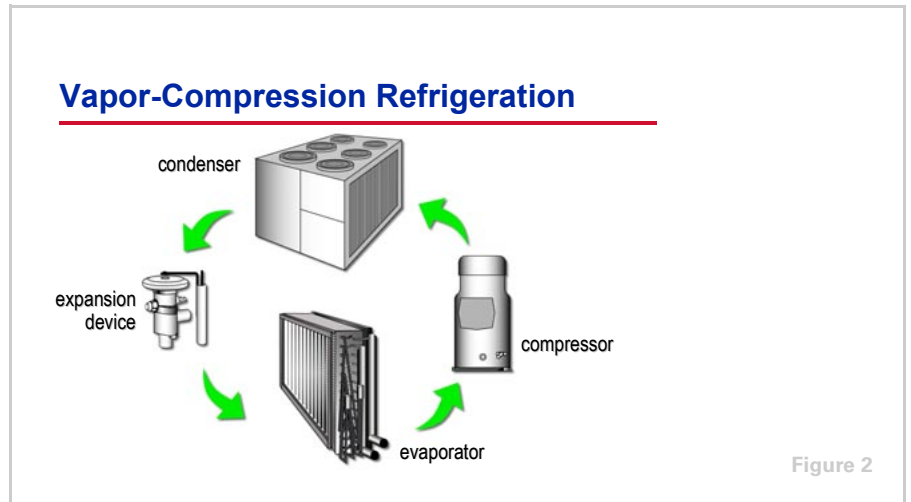 Vapor-Compression Refrigeration
condenser
expansion
device
compressor
evaporator
Figure 2